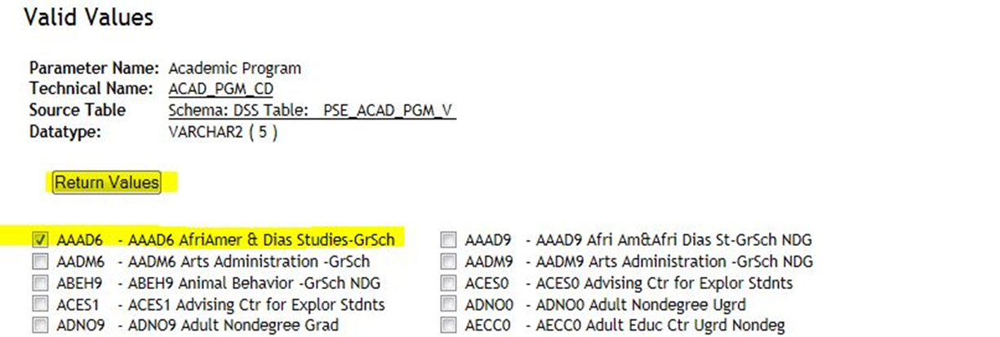 Valid Values
Parameter Name: Academic Program
Technical Name: ACAD_PGM_CD
Source Table Schema: DSS Table: PSE_ACAD_PGM_V
Datatype: VARCHAR2 ( 5 )
Return Values
AAAD6 - AAAD6 AfriAmer & Dias Studies-GrSch AAAD9 - AAAD9 Afri Am&Afri Dias St-GrSch NDG
AADM6 - AADM6 Arts Administration -GrSch AADM9 - AADM9 Arts Administration -GrSch NDG
ABEH9 - ABEH9 Animal Behavior -GrSch NDG ACES0 - ACES0 Advising Ctr for Explor Stdnts
ACES1 - ACES1 Advising Ctr for Explor Stdnts ADNO0 - ADNO0 Adult Nondegree Ugrd
ADNO9 - ADNO9 Adult Nondegree Grad AECC0 - AECC0 Adult Educ Ctr Ugrd Nondeg